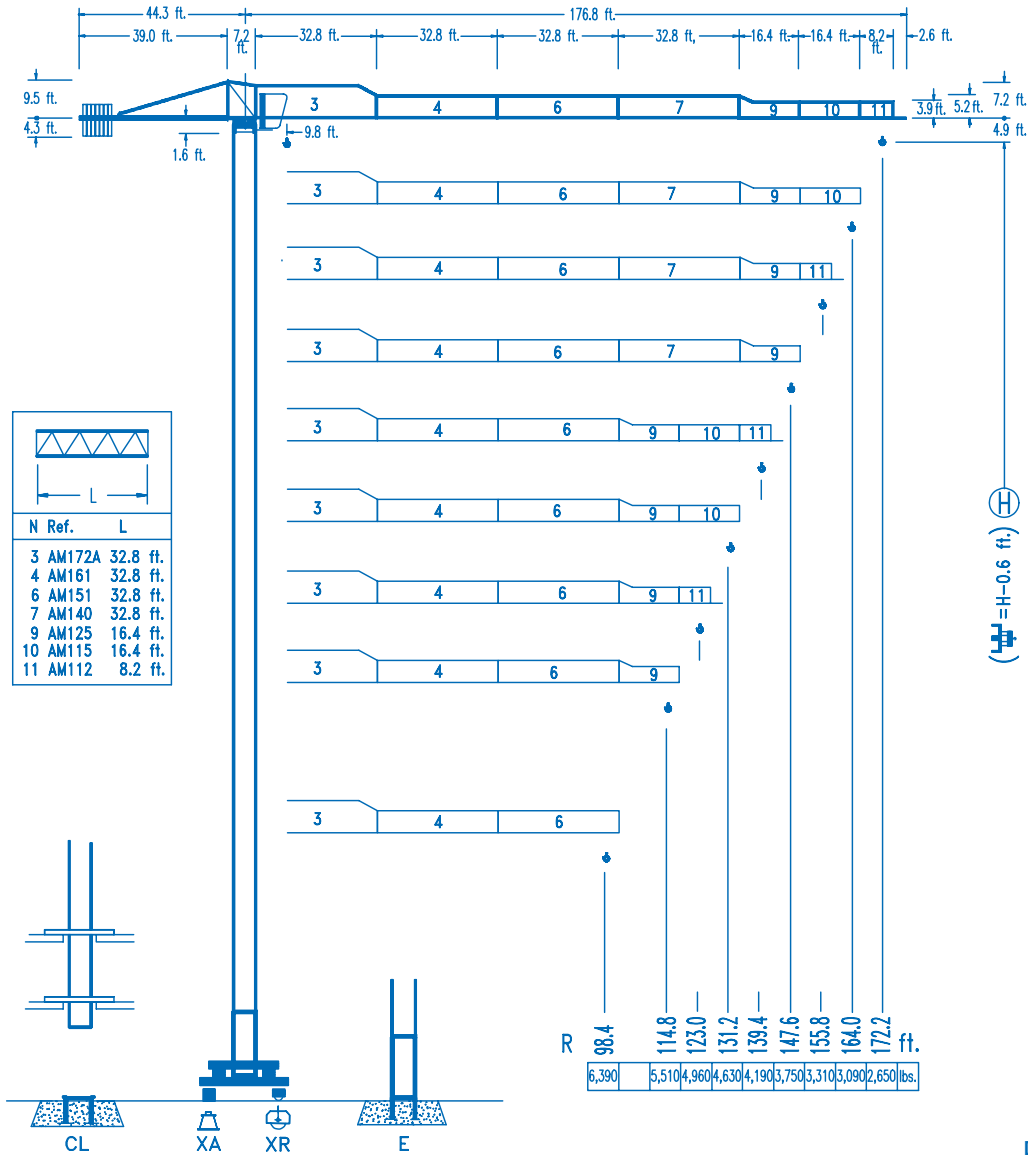 44.3 ft. 176.8 ft.
39.0 ft. 7.2 ft. 32.8 ft. 32.8 ft. 32.8 ft. 32.8 ft, 16.4 ft. 16.4 ft. 8.2 ft. 2.6 ft.
9.5 ft.
4.3 ft.
1.6 ft.
9.8 ft.
3.9 ft. 5.2 ft. 7.2 ft.
4.9 ft.
3 4 6 7 9 10 11
3 4 6 7 9 10
3 4 6 7 9 11
3 4 6 7 9
3 4 6 9 10 11
3 4 6 9 10
3 4 6 9 11
3 4 6 9
3 4 6
L
N Ref. L
3 AM172A 32.8 ft.
4 AM161 32.8 ft.
6 AM151 32.8 ft.
7 AM140 32.8 ft.
9 AM125 16.4 ft.
10 AM115 16.4 ft.
11 AM112 8.2 ft.
H
( =H-0.6 ft.)
R 98.4 114.8 123.0 131.2 139.4 147.6 155.8 164.0 172.2 ft.
6,390 5,510 4,960 4,630 4,190 3,750 3,310 3,090 2,650 lbs.
CL XA XR E